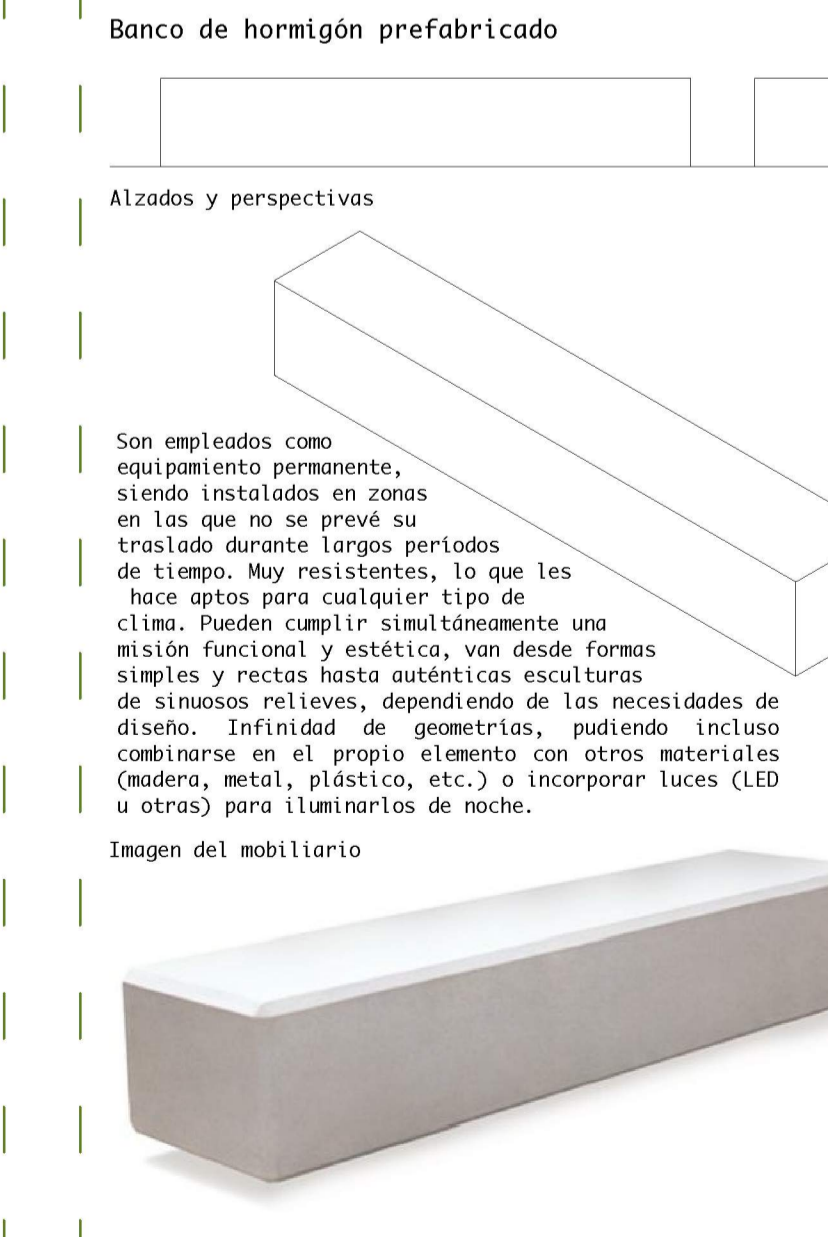 Banco de hormigón prefabricado
Alzados y perspectivas
Son empleados como
equipamiento permanente,
siendo instalados en zonas
en las que no se prevé su
traslado durante largos períodos
de tiempo. Muy resistentes, lo que les
hace aptos para cualquier tipo de
clima. Pueden cumplir simultáneamente una
misión funcional y estética, van desde formas
simples y rectas hasta auténticas esculturas
de sinuosos relieves, dependiendo de las necesidades de
diseño. Infinidad de geometrías, pudiendo incluso
combinarse en el propio elemento con otros materiales
(madera, metal, plástico, etc.) o incorporar luces (LED
u otras) para iluminarlos de noche.
Imagen del mobiliario